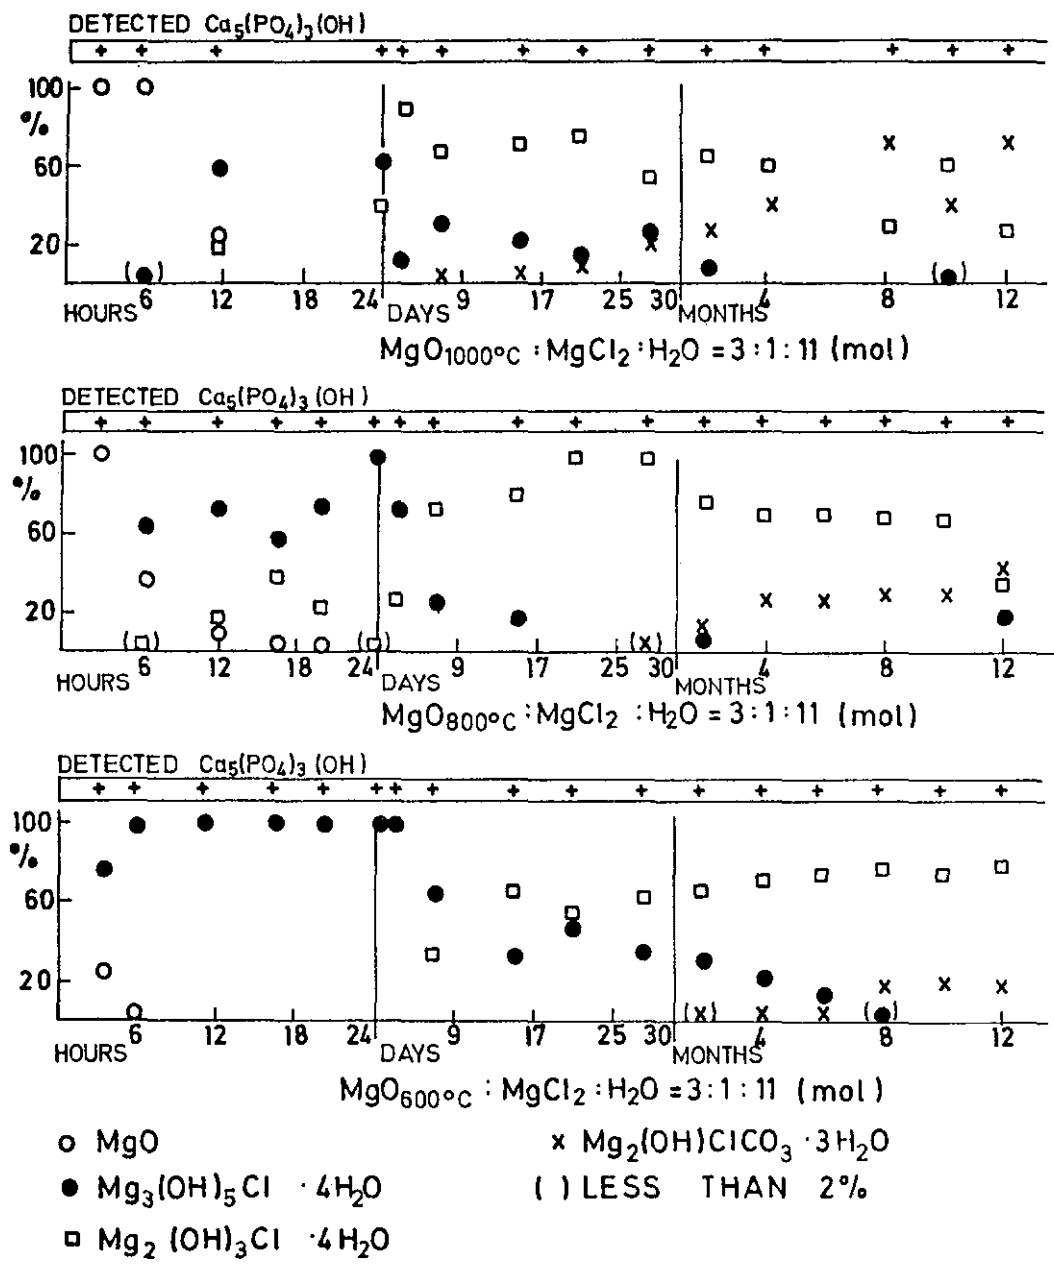 DETECTED Ca5(PO4)3(OH)
+ + + + + + + + + + + + + +
100
%
60
20
( )
( )
6 12 18 24 9 17 25 30 4 8 12
HOURS DAYS MONTHS
MgO1000°C : MgCl2 : H2O = 3 : 1 : 11 (mol)
DETECTED Ca5(PO4)3(OH)
+ + + + + + + + + + + + + + + + +
100
%
60
20
( )
( )
( )
6 12 18 24 9 17 25 30 4 8 12
HOURS DAYS MONTHS
MgO800°C : MgCl2 : H2O = 3 : 1 : 11 (mol)
DETECTED Ca5(PO4)3(OH)
+ + + + + + + + + + + + + + + + +
100
%
60
20
( )
( )
6 12 18 24 9 17 25 30 4 8 12
HOURS DAYS MONTHS
MgO600°C : MgCl2 : H2O = 3 : 1 : 11 (mol)
o MgO
x Mg2(OH)ClCO3 · 3H2O
● Mg3(OH)5Cl · 4H2O
( ) LESS THAN 2%
□ Mg2(OH)3Cl · 4H2O